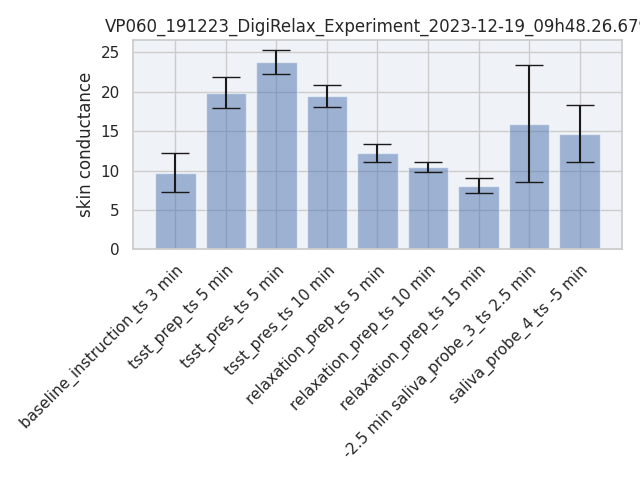 VP060_191223_DigiRelax_Experiment_2023-12-19_09h48.26.67
skin conductance
25
20
15
10
5
0
baseline_instruction_ts 3 min
tsst_prep_ts 5 min
tsst_pres_ts 5 min
tsst_pres_ts 10 min
relaxation_prep_ts 5 min
relaxation_prep_ts 10 min
relaxation_prep_ts 15 min
-2.5 min saliva_probe_3_ts 2.5 min
saliva_probe_4_ts -5 min